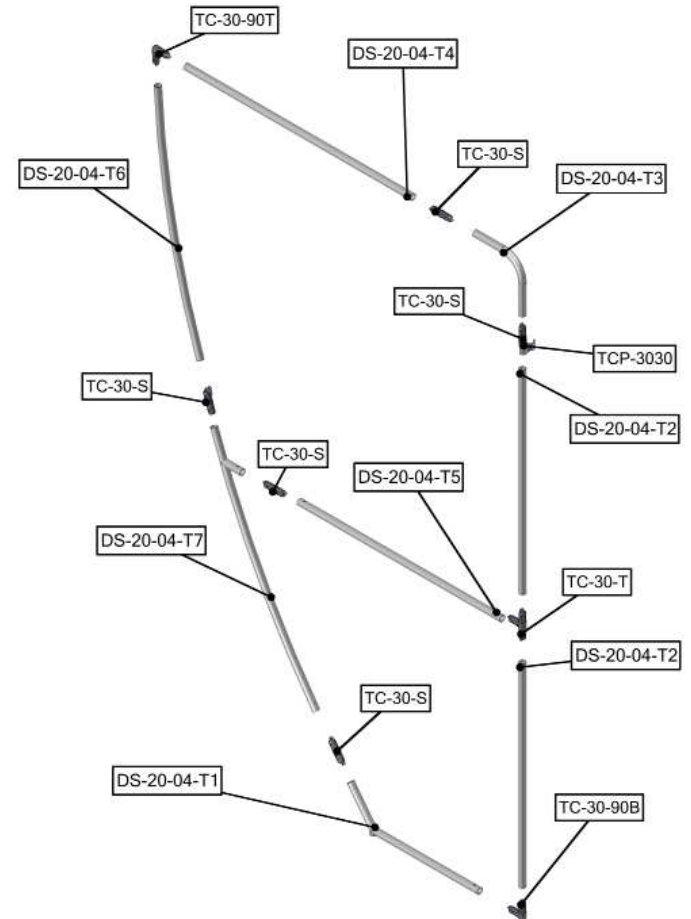 TC-30-90T
DS-20-04-T4
TC-30-S
DS-20-04-T3
DS-20-04-T6
TC-30-S
TCP-3030
TC-30-S
DS-20-04-T2
TC-30-S
DS-20-04-T5
DS-20-04-T7
TC-30-T
DS-20-04-T2
TC-30-S
DS-20-04-T1
TC-30-90B